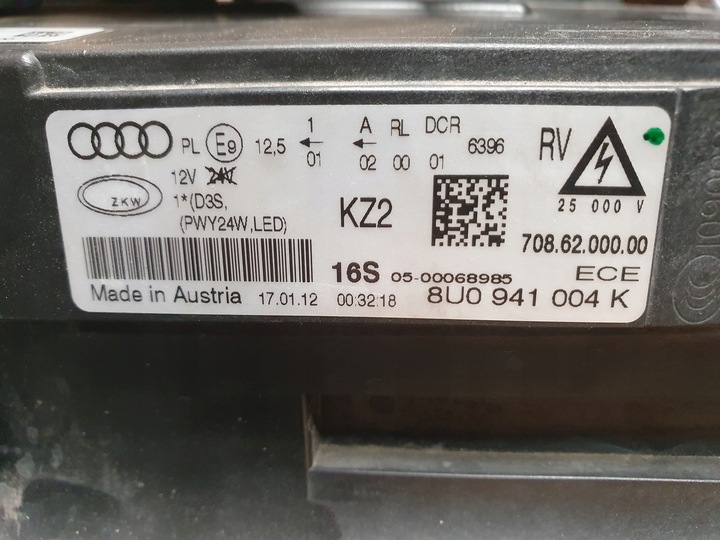 PL E9 12,5 1 ← 01 A ← 02 RL 00 DCR 01 6396 RV
12V 24V
ZKW
1*(D3S,
(PWY24W,LED)
KZ2
25 000 V
708.62.000.00
16S 05-00068985 ECE
Made in Austria 17.01.12 00:32:18 8U0 941 004 K